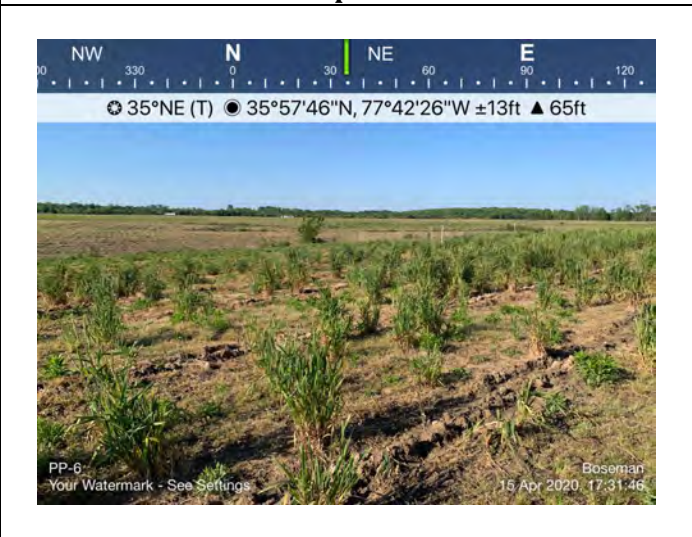 NW N NE E
330 0 30 60 90 120
35°NE (T) 35°57'46"N, 77°42'26"W ±13ft ▲ 65ft
PP-6
Your Watermark - See Settings
Boseman
15 Apr 2020, 17:31:46